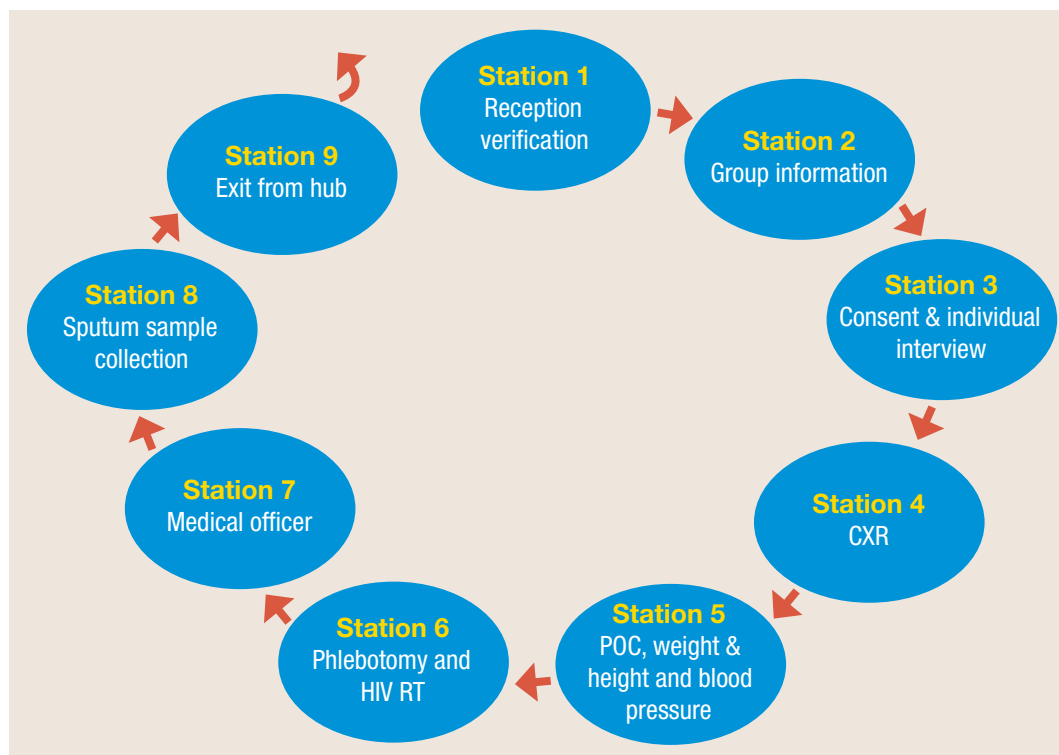 Station 1
Reception
verification
Station 2
Group information
Station 3
Consent & individual
interview
Station 4
CXR
Station 5
POC, weight &
height and blood
pressure
Station 6
Phlebotomy and
HIV RT
Station 7
Medical officer
Station 8
Sputum sample
collection
Station 9
Exit from hub